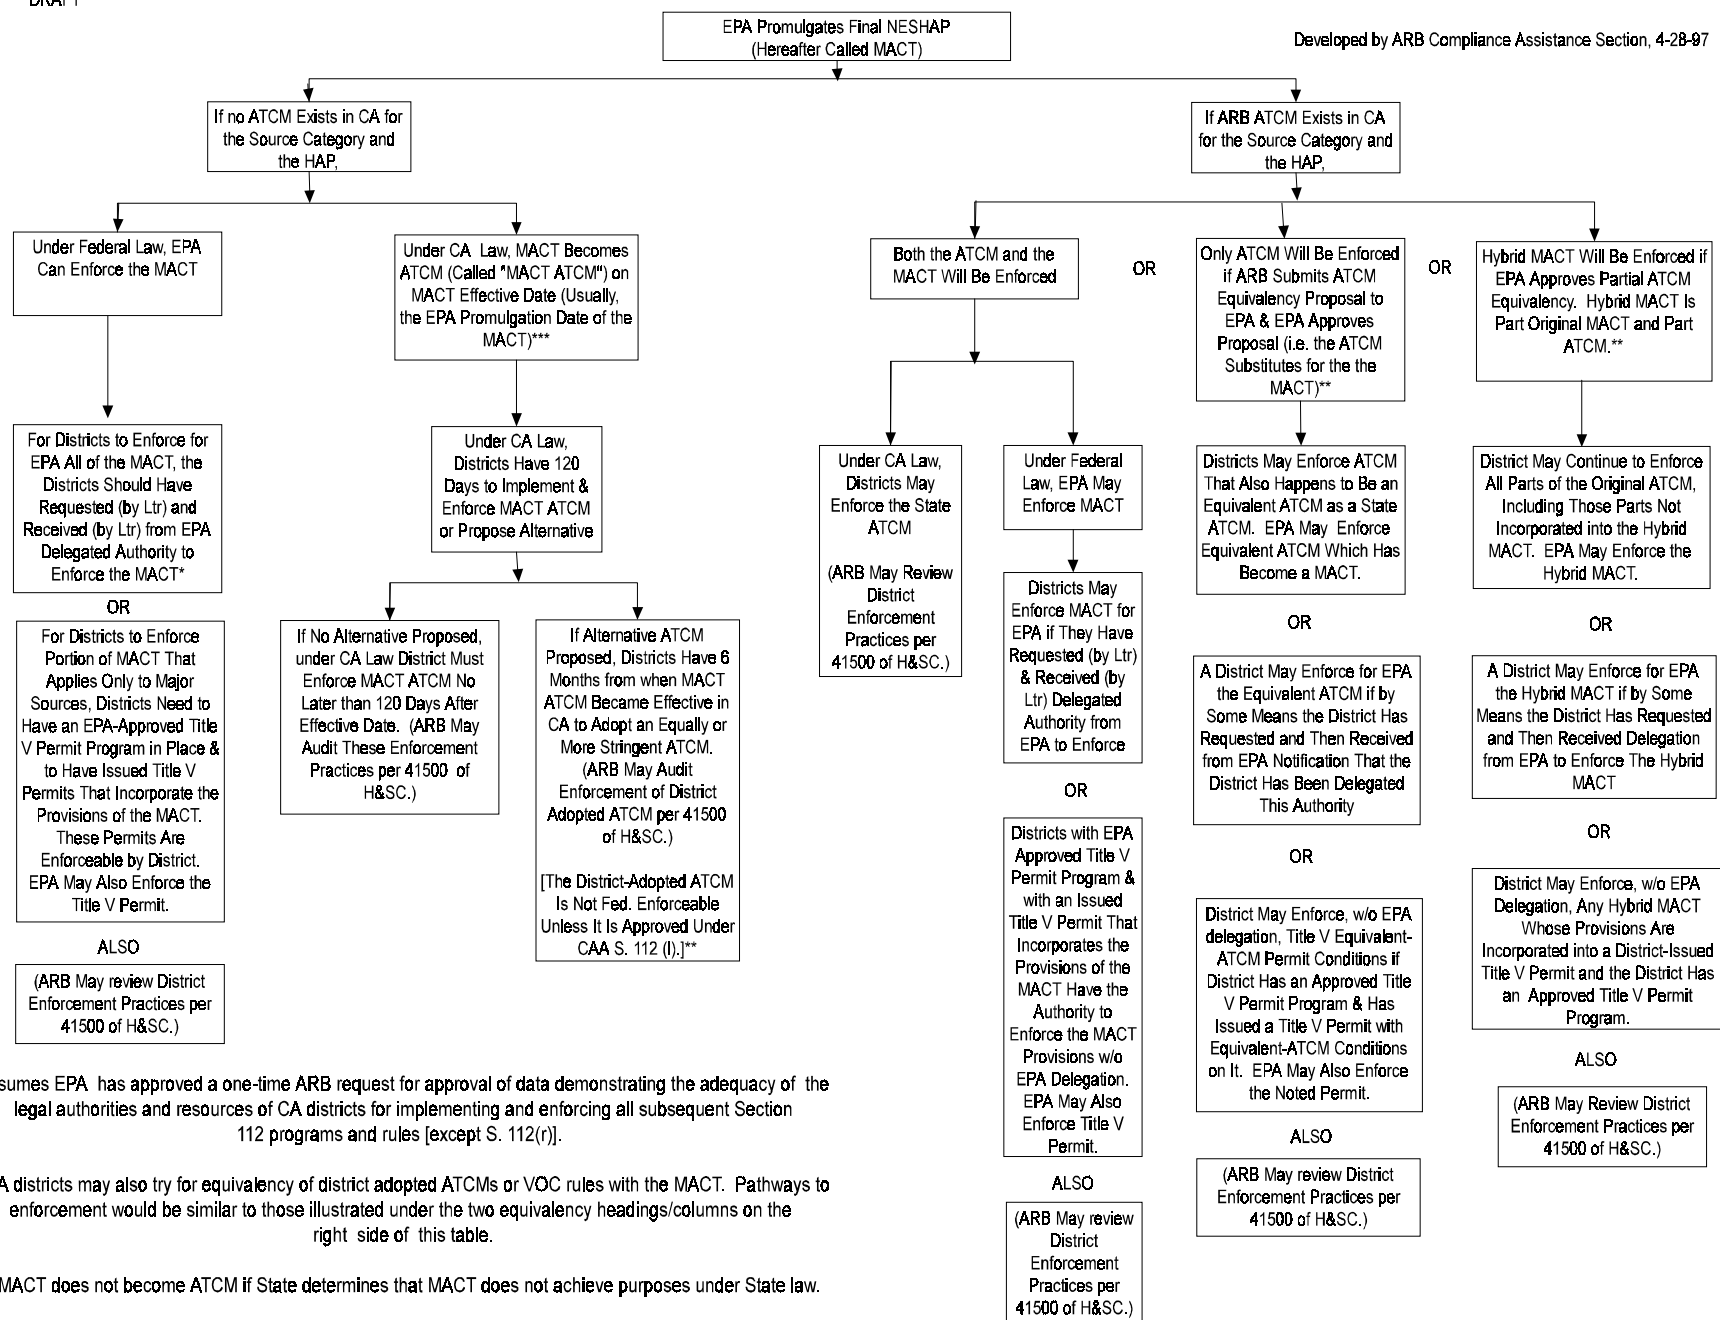 DRAFT
EPA Promulgates Final NESHAP
(Hereafter Called MACT)
Developed by ARB Compliance Assistance Section, 4-28-97
If no ATCM Exists in CA for
the Source Category and
the HAP,
If ARB ATCM Exists in CA
for the Source Category and
the HAP,
Under Federal Law, EPA
Can Enforce the MACT
Under CA Law, MACT Becomes
ATCM (Called "MACT ATCM") on
MACT Effective Date (Usually,
the EPA Promulgation Date of the
MACT)***
Both the ATCM and the
MACT Will Be Enforced
OR
Only ATCM Will Be Enforced
if ARB Submits ATCM
Equivalency Proposal to
EPA & EPA Approves
Proposal (i.e. the ATCM
Substitutes for the the
MACT)**
OR
Hybrid MACT Will Be Enforced if
EPA Approves Partial ATCM
Equivalency. Hybrid MACT Is
Part Original MACT and Part
ATCM.**
For Districts to Enforce for
EPA All of the MACT, the
Districts Should Have
Requested (by Ltr) and
Received (by Ltr) from EPA
Delegated Authority to
Enforce the MACT*
OR
For Districts to Enforce
Portion of MACT That
Applies Only to Major
Sources, Districts Need to
Have an EPA-Approved Title
V Permit Program in Place &
to Have Issued Title V
Permits That Incorporate the
Provisions of the MACT.
These Permits Are
Enforceable by District.
EPA May Also Enforce the
Title V Permit.
ALSO
(ARB May review District
Enforcement Practices per
41500 of H&SC.)
Under CA Law,
Districts Have 120
Days to Implement &
Enforce MACT ATCM
or Propose Alternative
If No Alternative Proposed,
under CA Law District Must
Enforce MACT ATCM No
Later than 120 Days After
Effective Date. (ARB May
Audit These Enforcement
Practices per 41500 of
H&SC.)
If Alternative ATCM
Proposed, Districts Have 6
Months from when MACT
ATCM Became Effective in
CA to Adopt an Equally or
More Stringent ATCM.
(ARB May Audit
Enforcement of District
Adopted ATCM per 41500
of H&SC.)
[The District-Adopted ATCM
Is Not Fed. Enforceable
Unless It Is Approved Under
CAA S. 112 (l).]**
Under CA Law,
Districts May
Enforce the State
ATCM
(ARB May Review
District
Enforcement
Practices per
41500 of H&SC.)
Under Federal
Law, EPA May
Enforce MACT
Districts May
Enforce MACT for
EPA if They Have
Requested (by Ltr)
& Received (by
Ltr) Delegated
Authority from
EPA to Enforce
OR
Districts with EPA
Approved Title V
Permit Program &
with an Issued
Title V Permit That
Incorporates the
Provisions of the
MACT Have the
Authority to
Enforce the MACT
Provisions w/o
EPA Delegation.
EPA May Also
Enforce Title V
Permit.
ALSO
(ARB May review
District
Enforcement
Practices per
41500 of H&SC.)
Districts May Enforce ATCM
That Also Happens to Be an
Equivalent ATCM as a State
ATCM. EPA May Enforce
Equivalent ATCM Which Has
Become a MACT.
OR
A District May Enforce for EPA
the Equivalent ATCM if by
Some Means the District Has
Requested and Then Received
from EPA Notification That the
District Has Been Delegated
This Authority
OR
District May Enforce, w/o EPA
delegation, Title V Equivalent-
ATCM Permit Conditions if
District Has an Approved Title
V Permit Program & Has
Issued a Title V Permit with
Equivalent-ATCM Conditions
on It. EPA May Also Enforce
the Noted Permit.
ALSO
(ARB May review District
Enforcement Practices per
41500 of H&SC.)
District May Continue to Enforce
All Parts of the Original ATCM,
Including Those Parts Not
Incorporated into the Hybrid
MACT. EPA May Enforce the
Hybrid MACT.
OR
A District May Enforce for EPA
the Hybrid MACT if by Some
Means the District Has Requested
and Then Received Delegation
from EPA to Enforce The Hybrid
MACT
OR
District May Enforce, w/o EPA
Delegation, Any Hybrid MACT
Whose Provisions Are
Incorporated into a District-Issued
Title V Permit and the District Has
an Approved Title V Permit
Program.
ALSO
(ARB May Review District
Enforcement Practices per
41500 of H&SC.)
sumes EPA has approved a one-time ARB request for approval of data demonstrating the adequacy of the
legal authorities and resources of CA districts for implementing and enforcing all subsequent Section
112 programs and rules [except S. 112(r)].
A districts may also try for equivalency of district adopted ATCMs or VOC rules with the MACT. Pathways to
enforcement would be similar to those illustrated under the two equivalency headings/columns on the
right side of this table.
MACT does not become ATCM if State determines that MACT does not achieve purposes under State law.